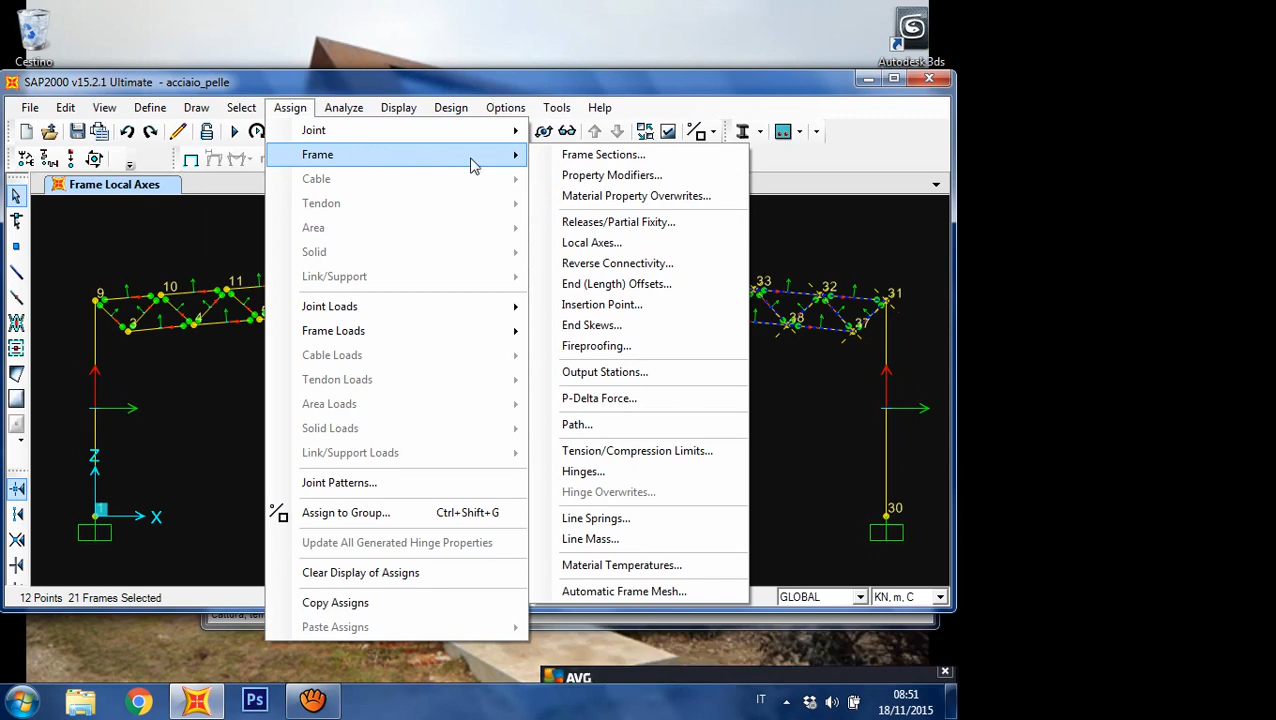 Cestino
Autodesk3ds
SAP2000 v15.2.1 Ultimate - acciaio_pelle
File Edit View Define Draw Select Assign Analyze Display Design Options Tools Help
Frame Local Axes
Joint
Frame
Cable
Tendon
Area
Solid
Link/Support
Joint Loads
Frame Loads
Cable Loads
Tendon Loads
Area Loads
Solid Loads
Link/Support Loads
Joint Patterns...
Assign to Group... Ctrl+Shift+G
Update All Generated Hinge Properties
Clear Display of Assigns
Copy Assigns
Paste Assigns
Frame Sections...
Property Modifiers...
Material Property Overwrites...
Releases/Partial Fixity...
Local Axes...
Reverse Connectivity...
End (Length) Offsets...
Insertion Point...
End Skews...
Fireproofing...
Output Stations...
P-Delta Force...
Path...
Tension/Compression Limits...
Hinges...
Hinge Overwrites...
Line Springs...
Line Mass...
Material Temperatures...
Automatic Frame Mesh...
9 10 11
4
33 32 31
38 37
Z
X
1
30
12 Points 21 Frames Selected
GLOBAL
KN, m, C
AVG
Ps
IT
08:51
18/11/2015